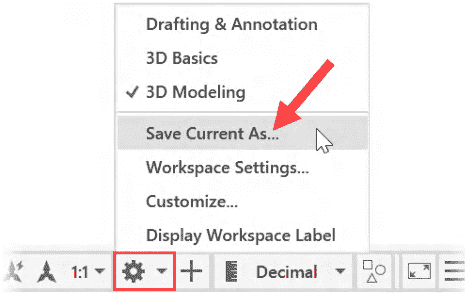 Drafting & Annotation
3D Basics
3D Modeling
Save Current As...
Workspace Settings...
Customize...
Display Workspace Label
1:1 Decimal